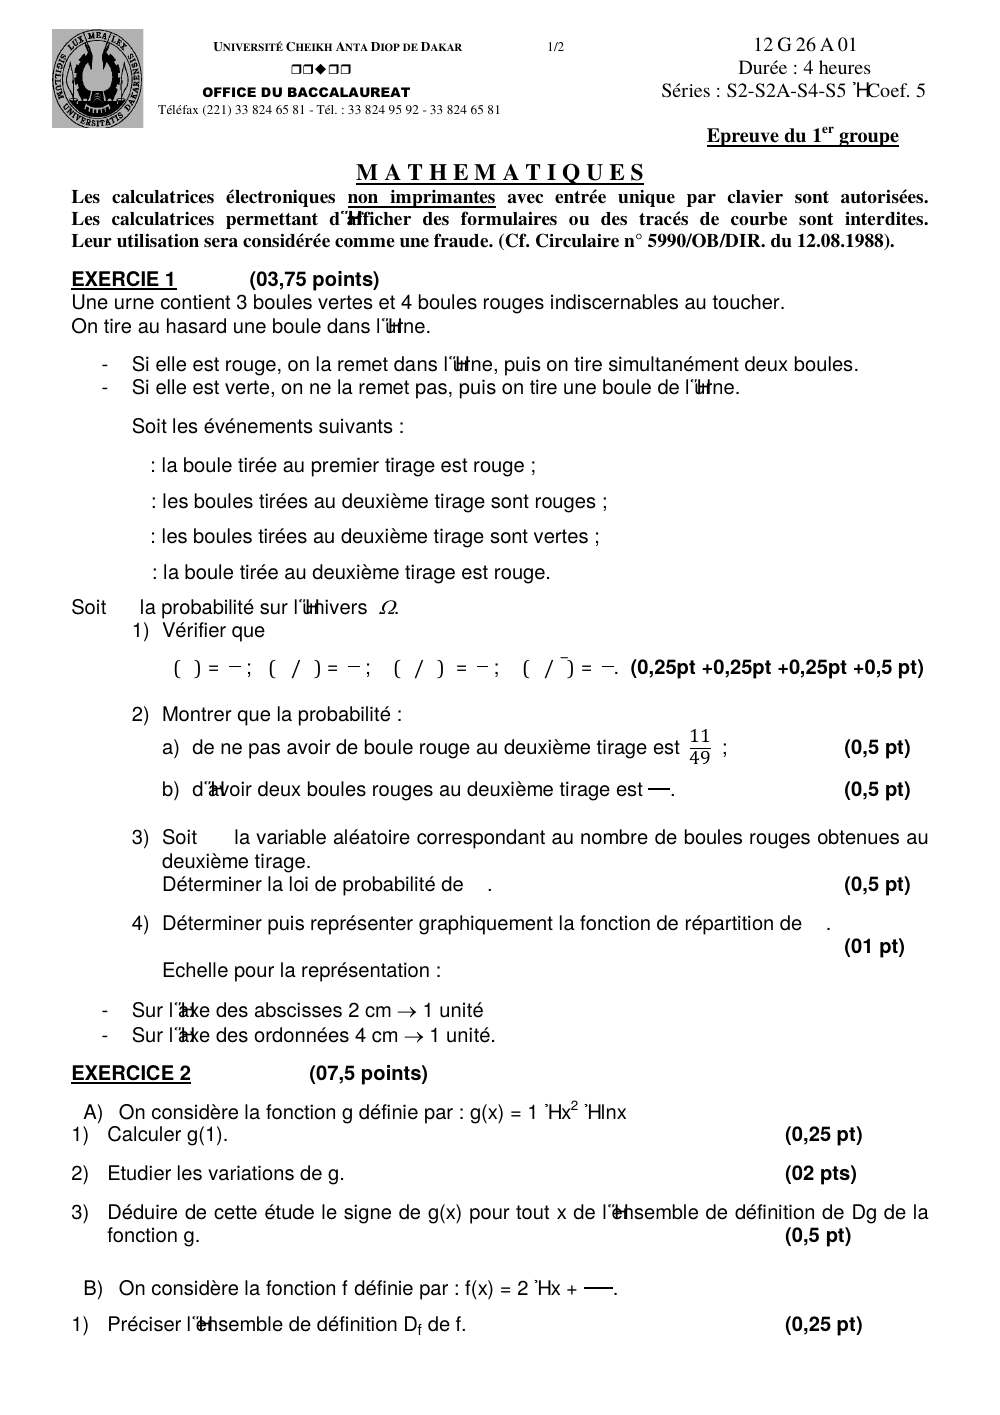 UNIVERSITÉ CHEIKH ANTA DIOP DE DAKAR 1/2 12 G 26 A 01
Durée : 4 heures
OFFICE DU BACCALAUREAT Séries : S2-S2A-S4-S5 Coef. 5
Téléfax (221) 33 824 65 81 - Tél. : 33 824 95 92 - 33 824 65 81
Epreuve du 1er groupe
M A T H E M A T I Q U E S
Les calculatrices électroniques non imprimantes avec entrée unique par clavier sont autorisées.
Les calculatrices permettant d'afficher des formulaires ou des tracés de courbe sont interdites.
Leur utilisation sera considérée comme une fraude. (Cf. Circulaire n° 5990/OB/DIR. du 12.08.1988).
EXERCIE 1 (03,75 points)
Une urne contient 3 boules vertes et 4 boules rouges indiscernables au toucher.
On tire au hasard une boule dans l'urne.
- Si elle est rouge, on la remet dans l'urne, puis on tire simultanément deux boules.
- Si elle est verte, on ne la remet pas, puis on tire une boule de l'urne.
Soit les événements suivants :
: la boule tirée au premier tirage est rouge ;
: les boules tirées au deuxième tirage sont rouges ;
: les boules tirées au deuxième tirage sont vertes ;
: la boule tirée au deuxième tirage est rouge.
Soit la probabilité sur l'univers Ω.
1) Vérifier que
( ) = — ; ( / ) = — ; ( / ) = — ; ( / ‾) = —. (0,25pt +0,25pt +0,25pt +0,5 pt)
2) Montrer que la probabilité :
a) de ne pas avoir de boule rouge au deuxième tirage est 11/49 ; (0,5 pt)
b) d'avoir deux boules rouges au deuxième tirage est —. (0,5 pt)
3) Soit la variable aléatoire correspondant au nombre de boules rouges obtenues au
deuxième tirage.
Déterminer la loi de probabilité de . (0,5 pt)
4) Déterminer puis représenter graphiquement la fonction de répartition de .
(01 pt)
Echelle pour la représentation :
- Sur l'axe des abscisses 2 cm → 1 unité
- Sur l'axe des ordonnées 4 cm → 1 unité.
EXERCICE 2 (07,5 points)
A) On considère la fonction g définie par : g(x) = 1 x² lnx
1) Calculer g(1). (0,25 pt)
2) Etudier les variations de g. (02 pts)
3) Déduire de cette étude le signe de g(x) pour tout x de l'ensemble de définition de Dg de la
fonction g. (0,5 pt)
B) On considère la fonction f définie par : f(x) = 2 x + —.
1) Préciser l'ensemble de définition Df de f. (0,25 pt)